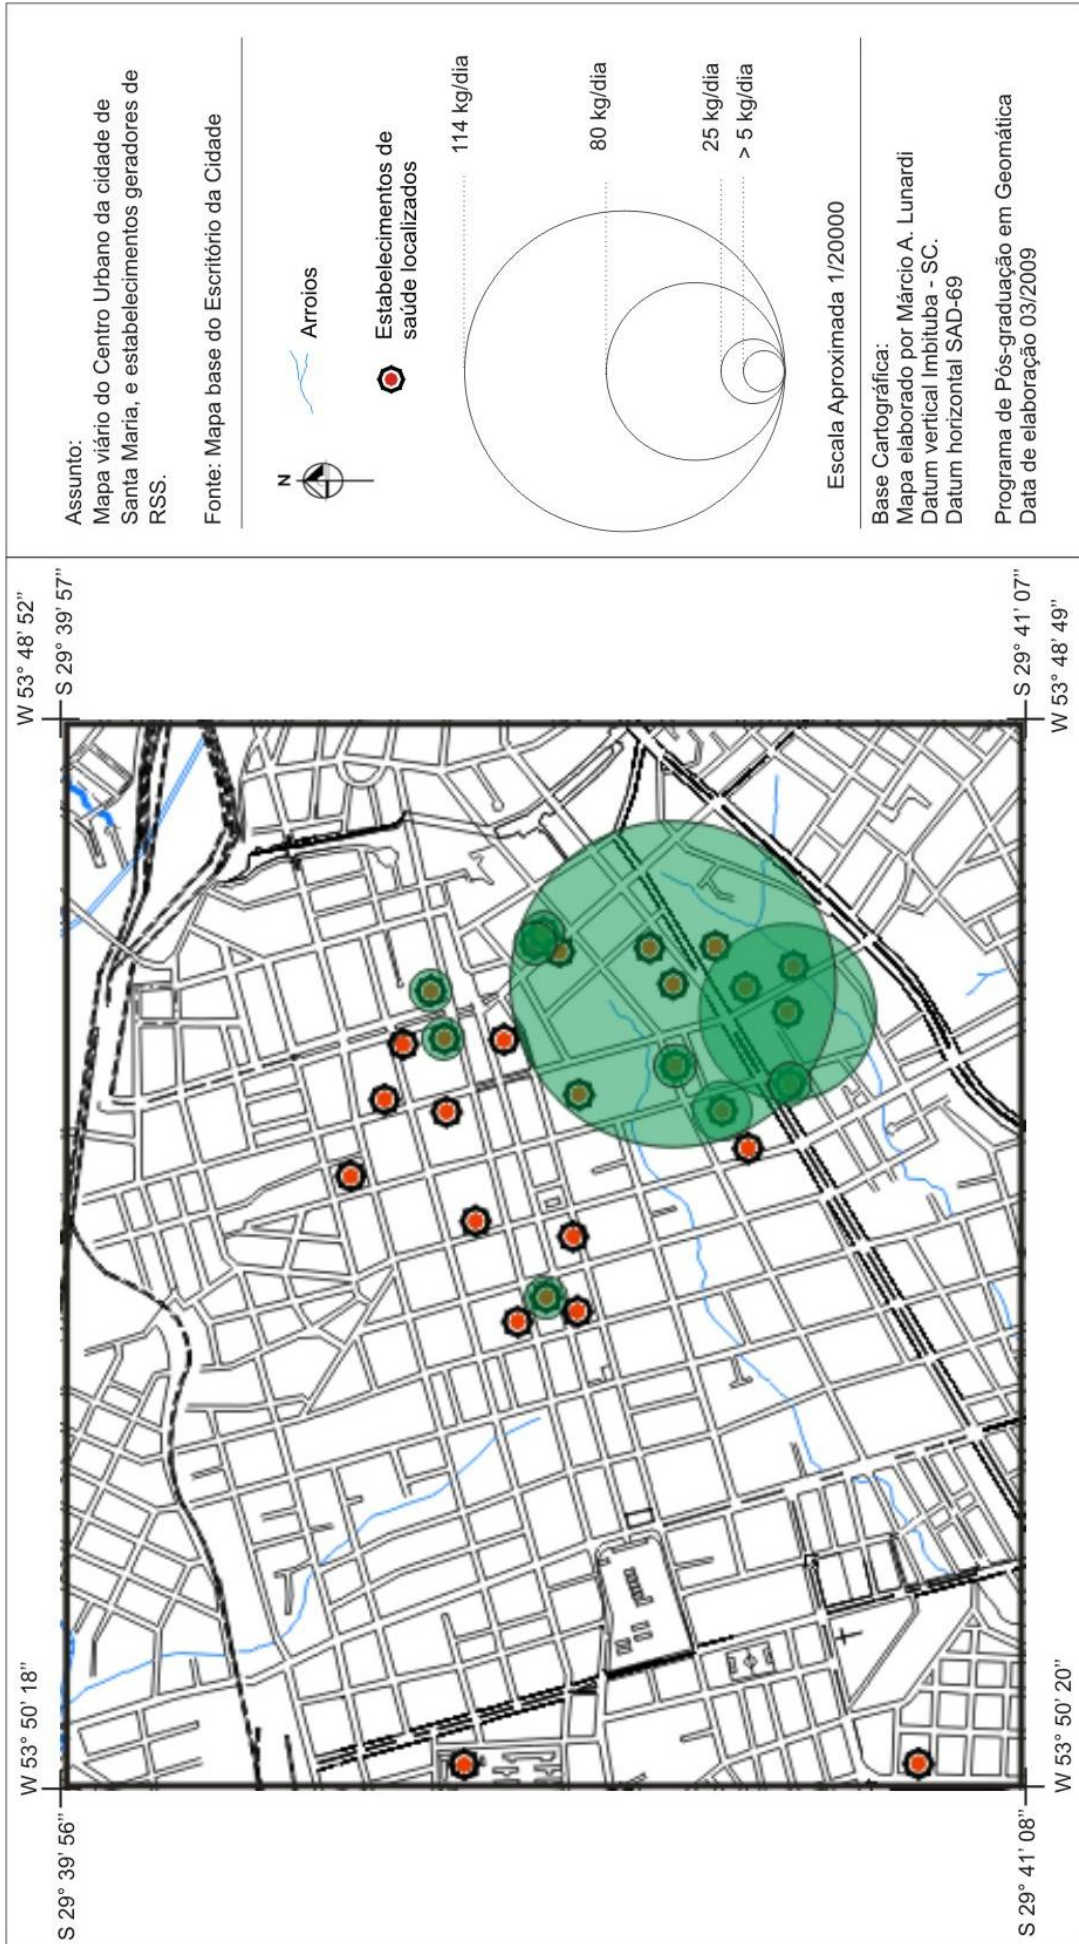 S 29° 39' 56"
W 53° 50' 18"
W 53° 48' 52"
S 29° 39' 57"
S 29° 41' 08"
W 53° 50' 20"
S 29° 41' 07"
W 53° 48' 49"
Assunto:
Mapa viário do Centro Urbano da cidade de
Santa Maria, e estabelecimentos geradores de
RSS.
Fonte: Mapa base do Escritório da Cidade
N
Arroios
Estabelecimentos de
saúde localizados
114 kg/dia
80 kg/dia
25 kg/dia
> 5 kg/dia
Escala Aproximada 1/20000
Base Cartográfica:
Mapa elaborado por Márcio A. Lunardi
Datum vertical Imbituba - SC.
Datum horizontal SAD-69
Programa de Pós-graduação em Geomática
Data de elaboração 03/2009